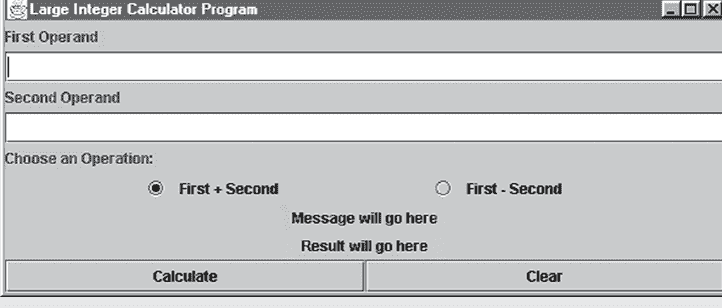 Large Integer Calculator Program
First Operand
Second Operand
Choose an Operation:
First + Second First - Second
Message will go here
Result will go here
Calculate Clear